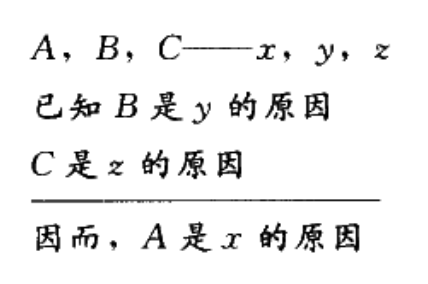 A，B，C——x，y，z
已知 B 是 y 的原因
C 是 z 的原因
因而，A 是 x 的原因